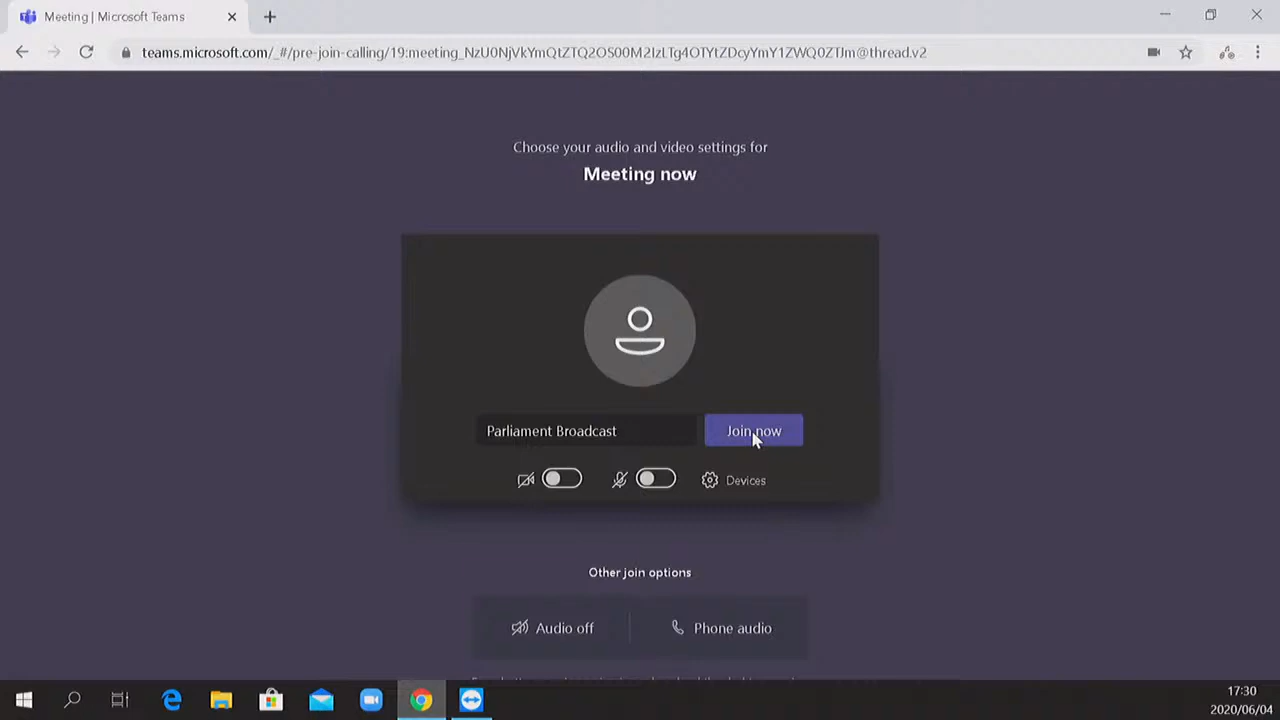 Meeting | Microsoft Teams
teams.microsoft.com/_#/pre-join-calling/19:meeting_NzU0NjVkYmQtZTQ2OS00M2IzLTg4OTYtZDcyYmY1ZWQ0ZTJm@thread.v2
Choose your audio and video settings for
Meeting now
Parliament Broadcast
Join now
Devices
Other join options
Audio off
Phone audio
17:30
2020/06/04